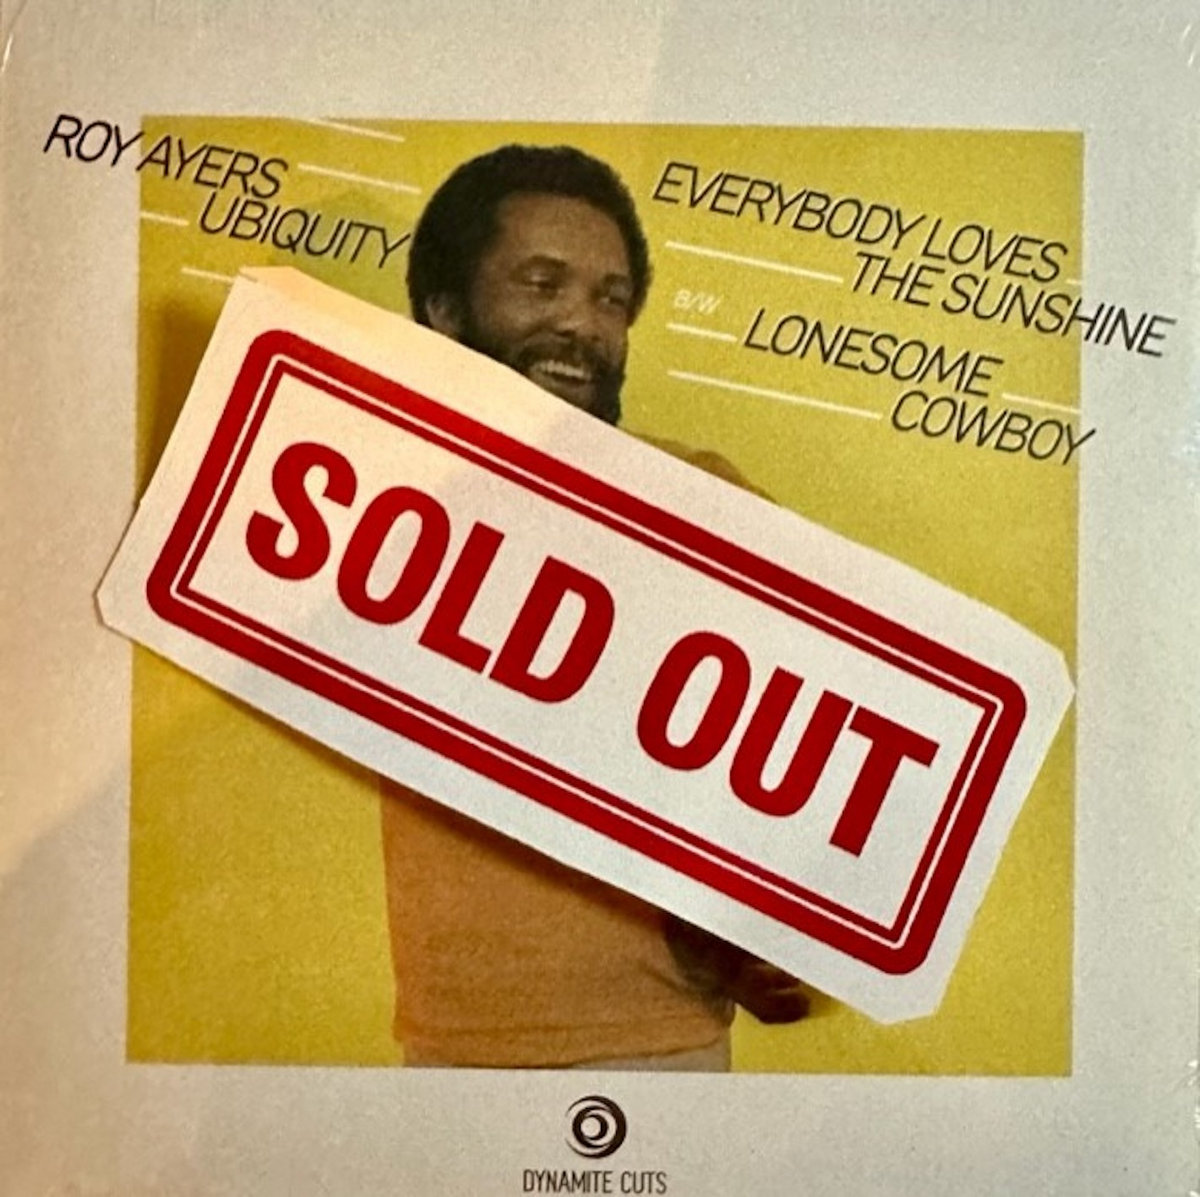 ROY AYERS
UBIQUITY
EVERYBODY LOVES
THE SUNSHINE
B/W
LONESOME
COWBOY
SOLD OUT
DYNAMITE CUTS